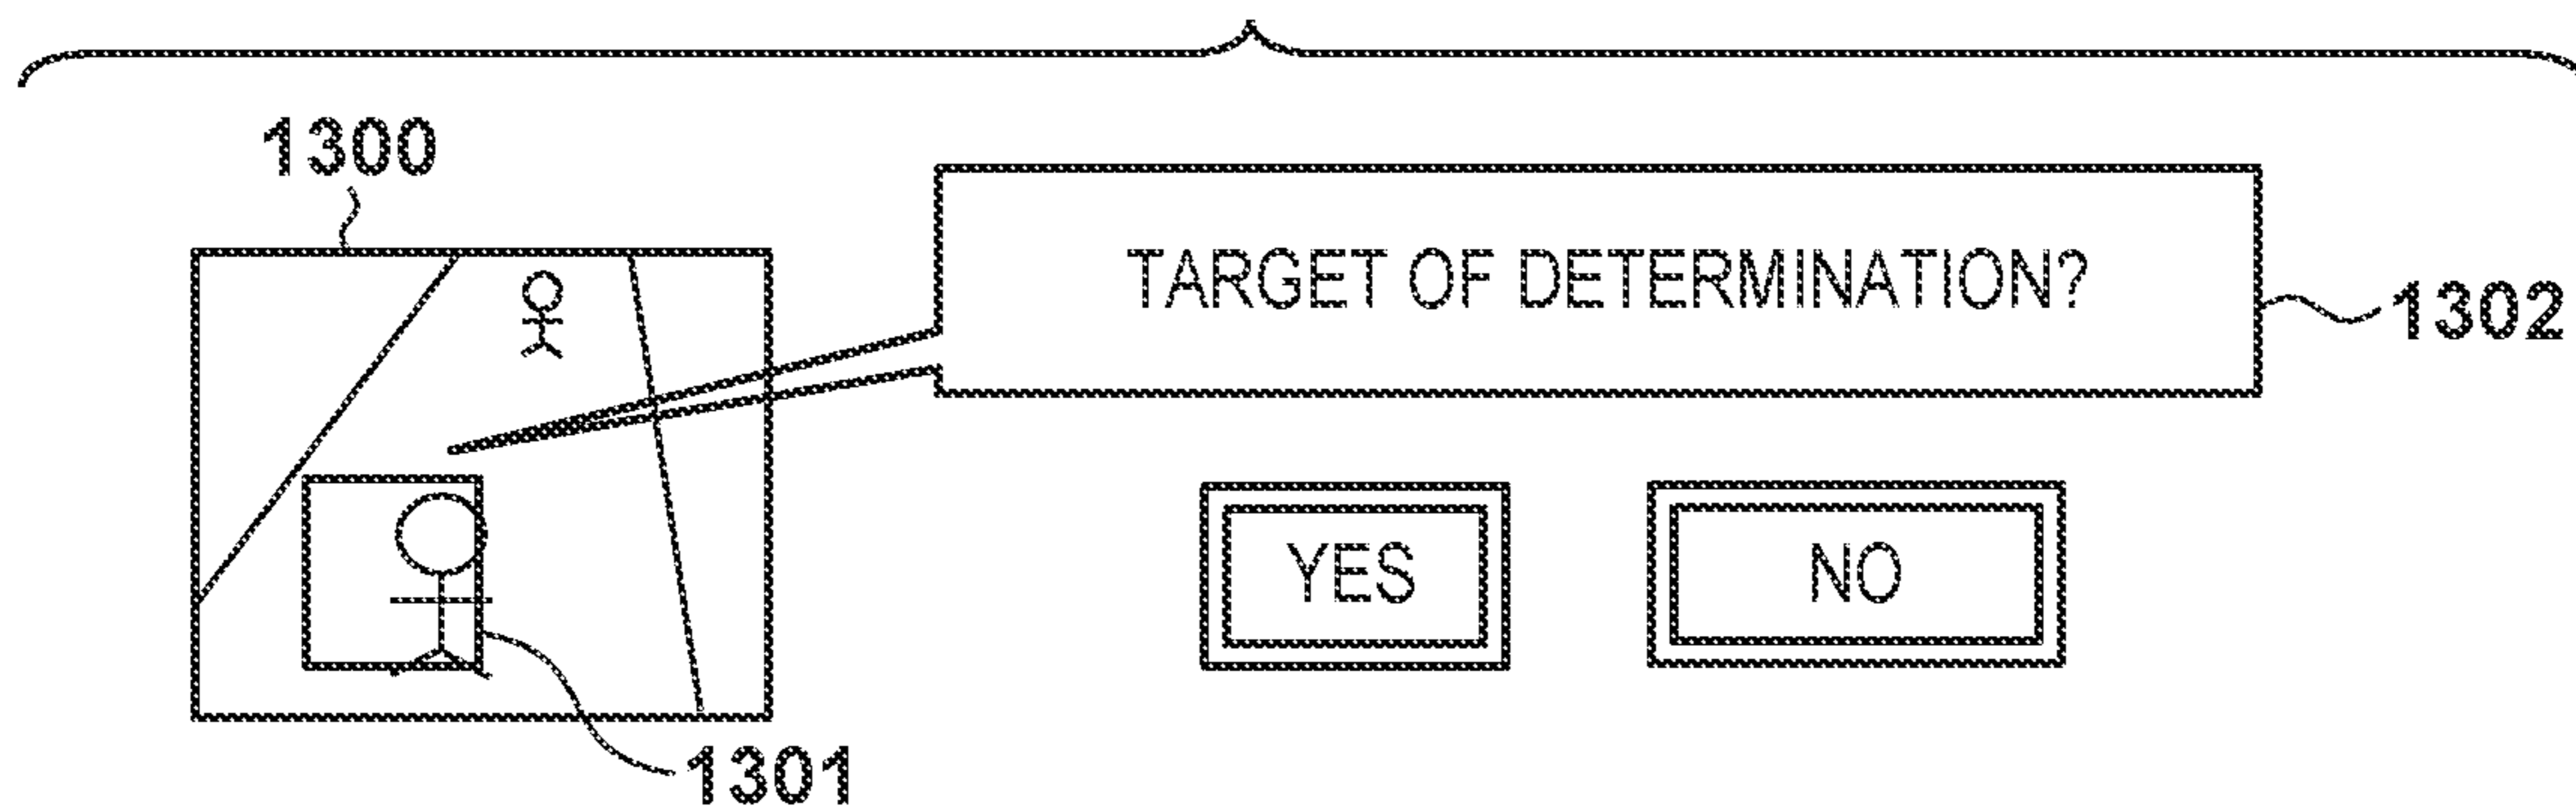 1300
TARGET OF DETERMINATION?
1302
YES
NO
1301